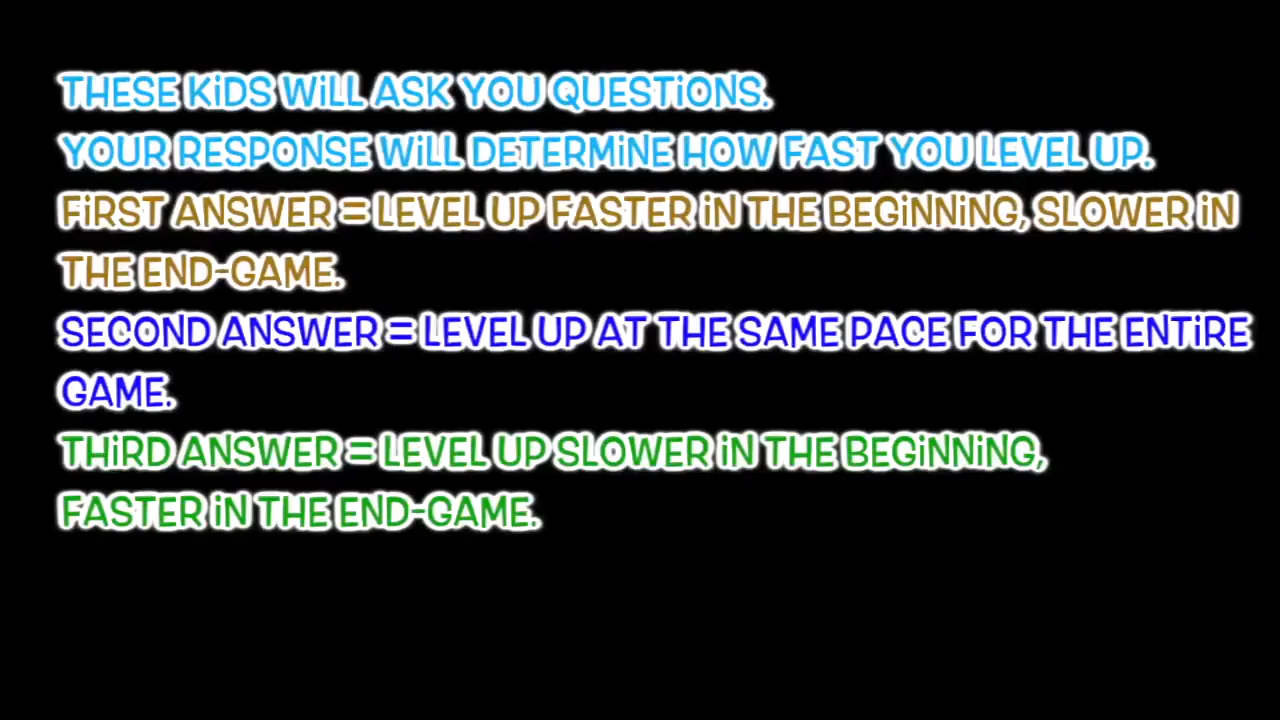 THESE KiDS WiLL ASK YOU QUESTiONS.
YOUR RESPONSE WiLL DETERMiNE HOW FAST YOU LEVEL UP.
FiRST ANSWER = LEVEL UP FASTER iN THE BEGiNNiNG, SLOWER iN
THE END-GAME.
SECOND ANSWER = LEVEL UP AT THE SAME PACE FOR THE ENTiRE
GAME.
THiRD ANSWER = LEVEL UP SLOWER iN THE BEGiNNiNG,
FASTER iN THE END-GAME.